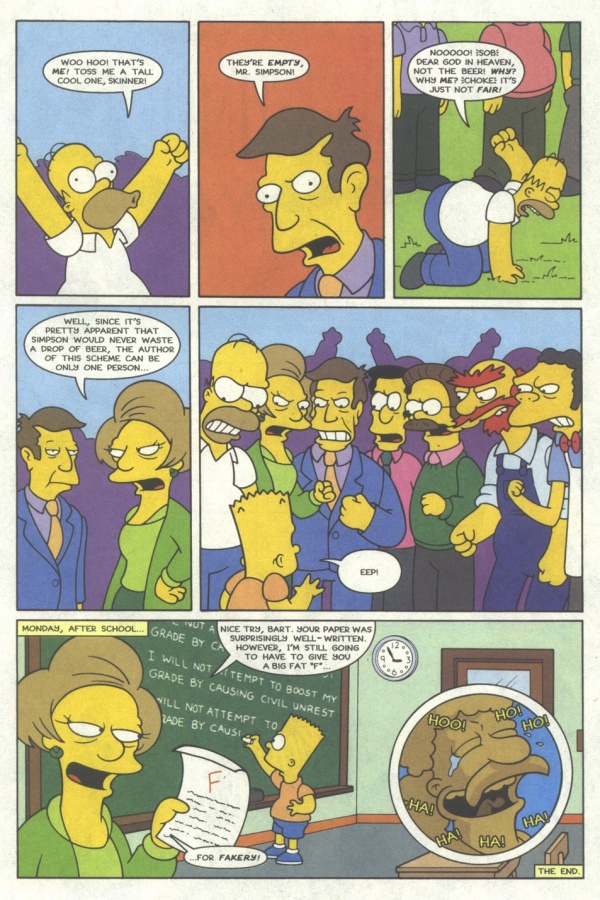 WOO HOO! THAT'S
ME! TOSS ME A TALL
COOL ONE, SKINNER!
THEY'RE EMPTY,
MR. SIMPSON!
NOOOOO! ⌇SOB⌇
DEAR GOD IN HEAVEN,
NOT THE BEER! WHY?
WHY ME? ⌇CHOKE⌇ IT'S
JUST NOT FAIR!
WELL, SINCE IT'S
PRETTY APPARENT THAT
SIMPSON WOULD NEVER WASTE
A DROP OF BEER, THE AUTHOR
OF THIS SCHEME CAN BE
ONLY ONE PERSON...
EEP!
MONDAY, AFTER SCHOOL...
NICE TRY, BART. YOUR PAPER WAS
SURPRISINGLY WELL-WRITTEN.
HOWEVER, I'M STILL GOING
TO HAVE TO GIVE YOU
A BIG FAT "F"...
NOT A
GRADE BY CA
I WILL NOT ATTEMPT TO BOOST MY
GRADE BY CAUSING CIVIL UNREST
WILL NOT ATTEMPT TO
RADE BY CAUSI
12
F
...FOR FAKERY!
HOO!
HO!
HO!
HA!
HA!
HA!
HA!
THE END.